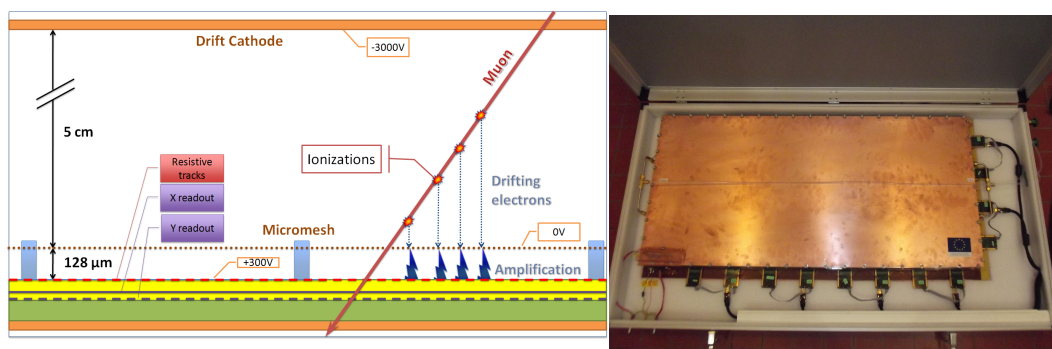 Drift Cathode
-3000V
Muon
5 cm
Ionizations
Resistive
tracks
X readout
Drifting
electrons
Y readout
Micromesh
0V
128 μm
+300V
Amplification